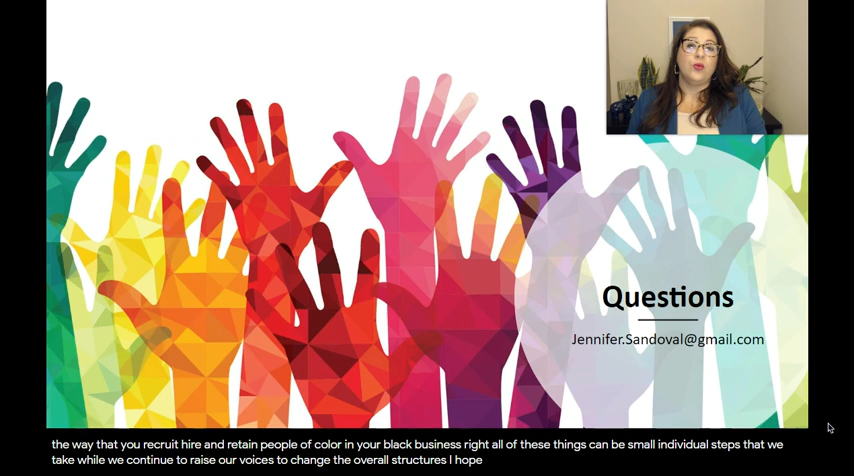 Questions
Jennifer.Sandoval@gmail.com
the way that you recruit hire and retain people of color in your black business right all of these things can be small individual steps that we
take while we continue to raise our voices to change the overall structures I hope